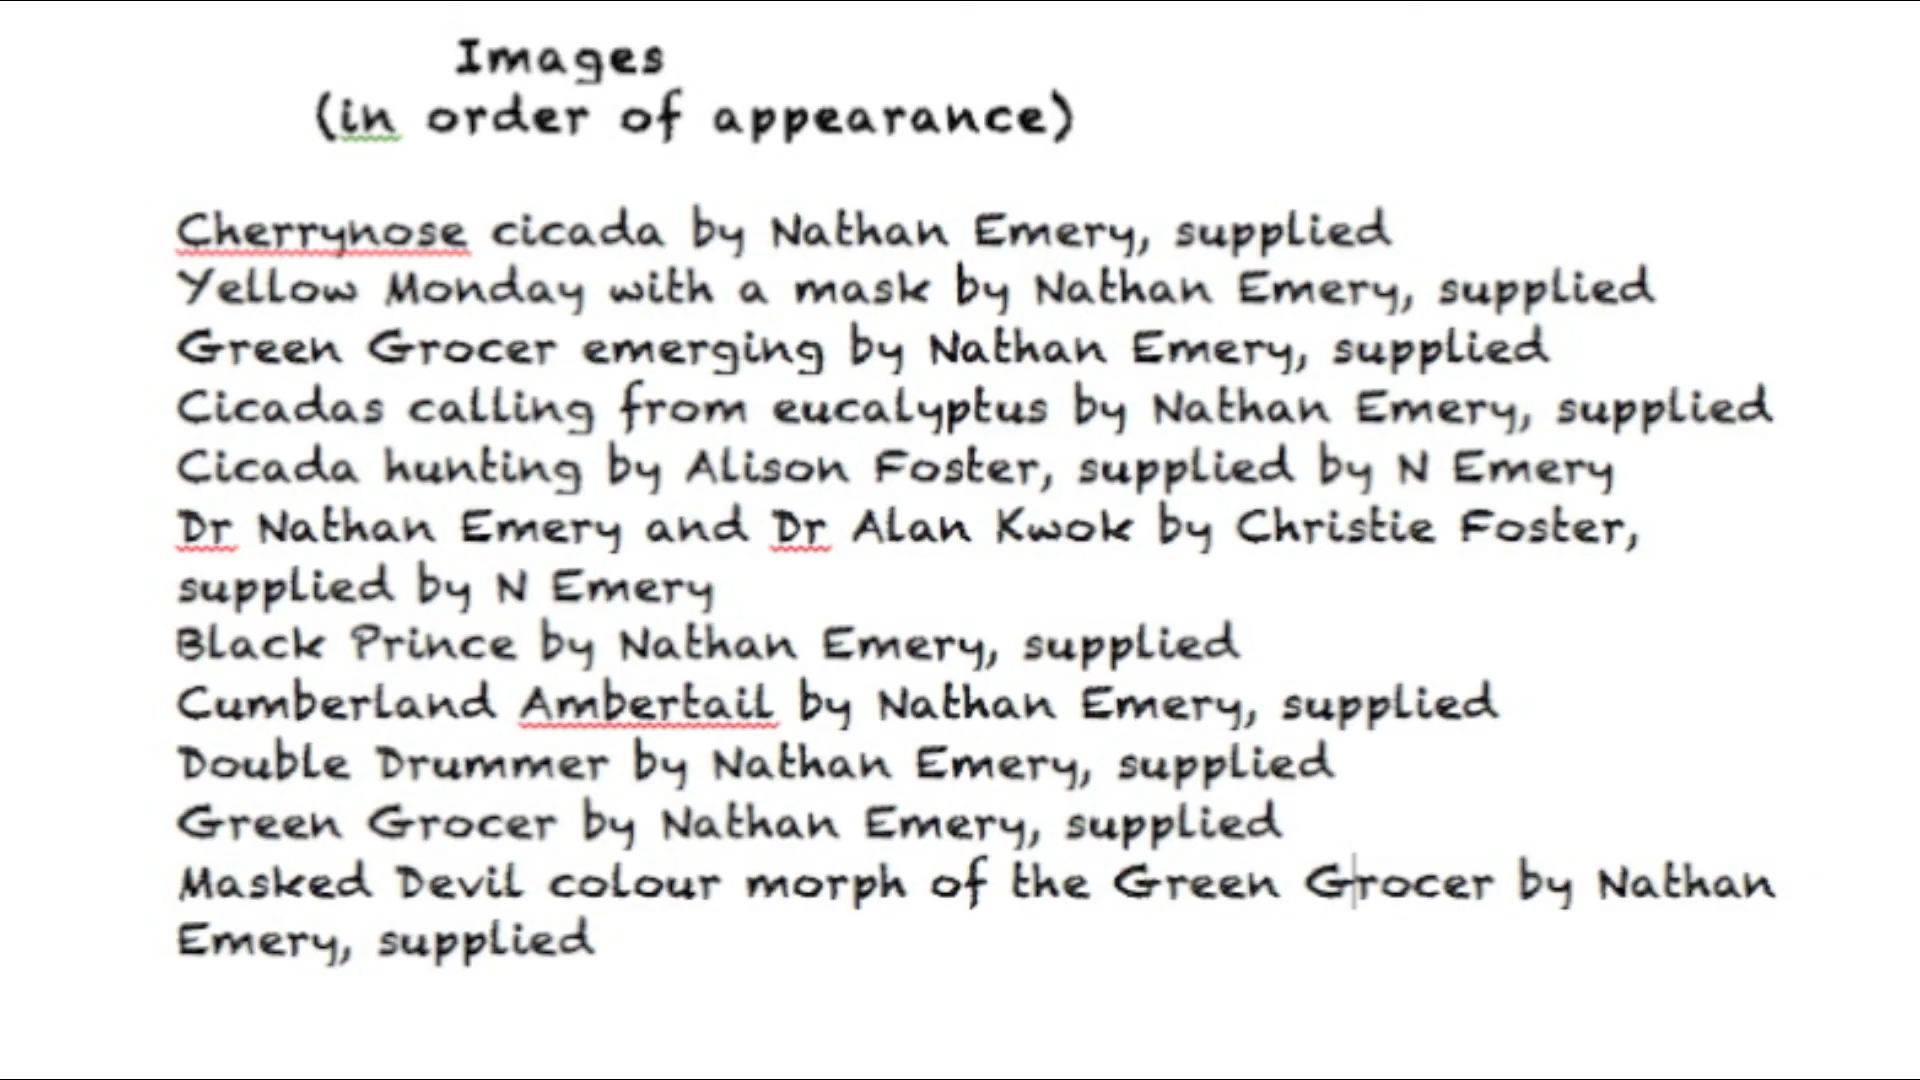 Images
(in order of appearance)
Cherrynose cicada by Nathan Emery, supplied
Yellow Monday with a mask by Nathan Emery, supplied
Green Grocer emerging by Nathan Emery, supplied
Cicadas calling from eucalyptus by Nathan Emery, supplied
Cicada hunting by Alison Foster, supplied by N Emery
Dr Nathan Emery and Dr Alan Kwok by Christie Foster,
supplied by N Emery
Black Prince by Nathan Emery, supplied
Cumberland Ambertail by Nathan Emery, supplied
Double Drummer by Nathan Emery, supplied
Green Grocer by Nathan Emery, supplied
Masked Devil colour morph of the Green Grocer by Nathan
Emery, supplied